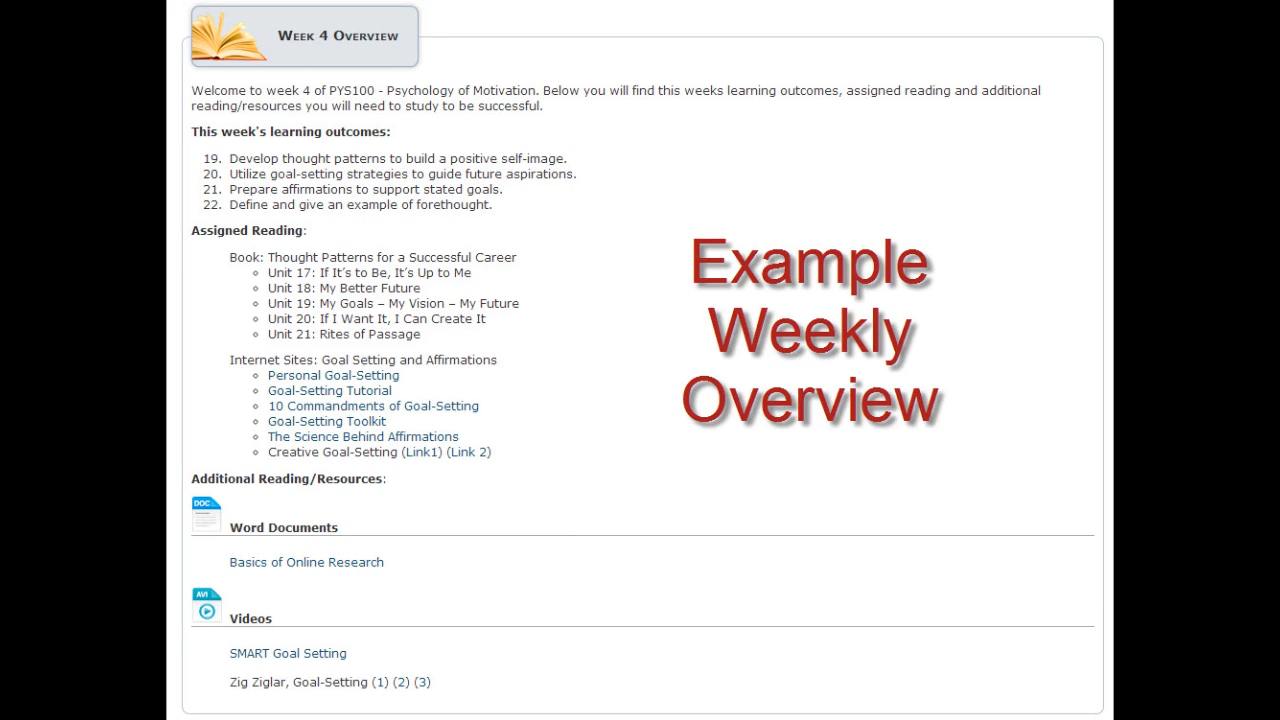 Week 4 Overview
Welcome to week 4 of PYS100 - Psychology of Motivation. Below you will find this weeks learning outcomes, assigned reading and additional
reading/resources you will need to study to be successful.
This week's learning outcomes:
19. Develop thought patterns to build a positive self-image.
20. Utilize goal-setting strategies to guide future aspirations.
21. Prepare affirmations to support stated goals.
22. Define and give an example of forethought.
Assigned Reading:
Book: Thought Patterns for a Successful Career
Unit 17: If It's to Be, It's Up to Me
Unit 18: My Better Future
Unit 19: My Goals – My Vision – My Future
Unit 20: If I Want It, I Can Create It
Unit 21: Rites of Passage
Internet Sites: Goal Setting and Affirmations
Personal Goal-Setting
Goal-Setting Tutorial
10 Commandments of Goal-Setting
Goal-Setting Toolkit
The Science Behind Affirmations
Creative Goal-Setting (Link1) (Link 2)
Example
Weekly
Overview
Additional Reading/Resources:
DOC
Word Documents
Basics of Online Research
AVI
Videos
SMART Goal Setting
Zig Ziglar, Goal-Setting (1) (2) (3)